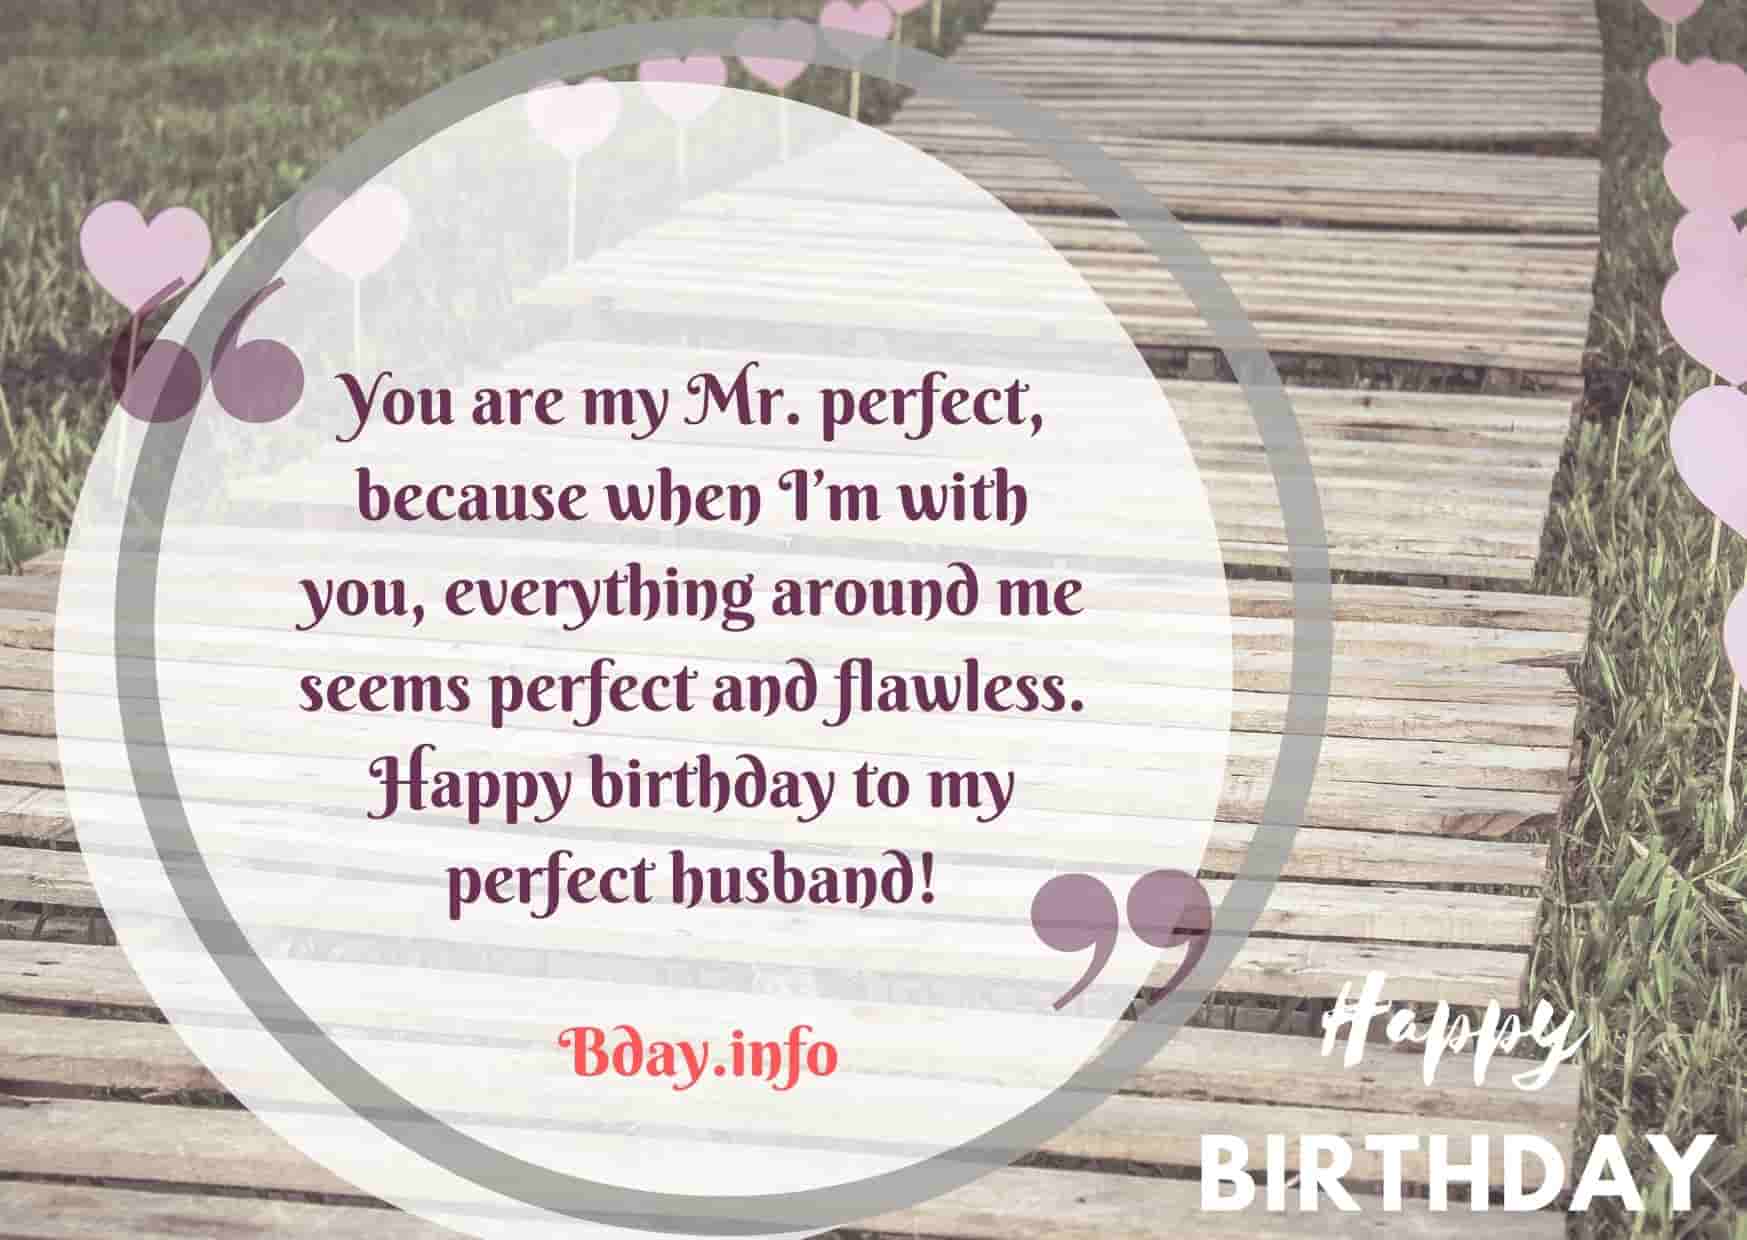 You are my Mr. perfect,
because when I'm with
you, everything around me
seems perfect and flawless.
Happy birthday to my
perfect husband!
Bday.info
Happy
BIRTHDAY